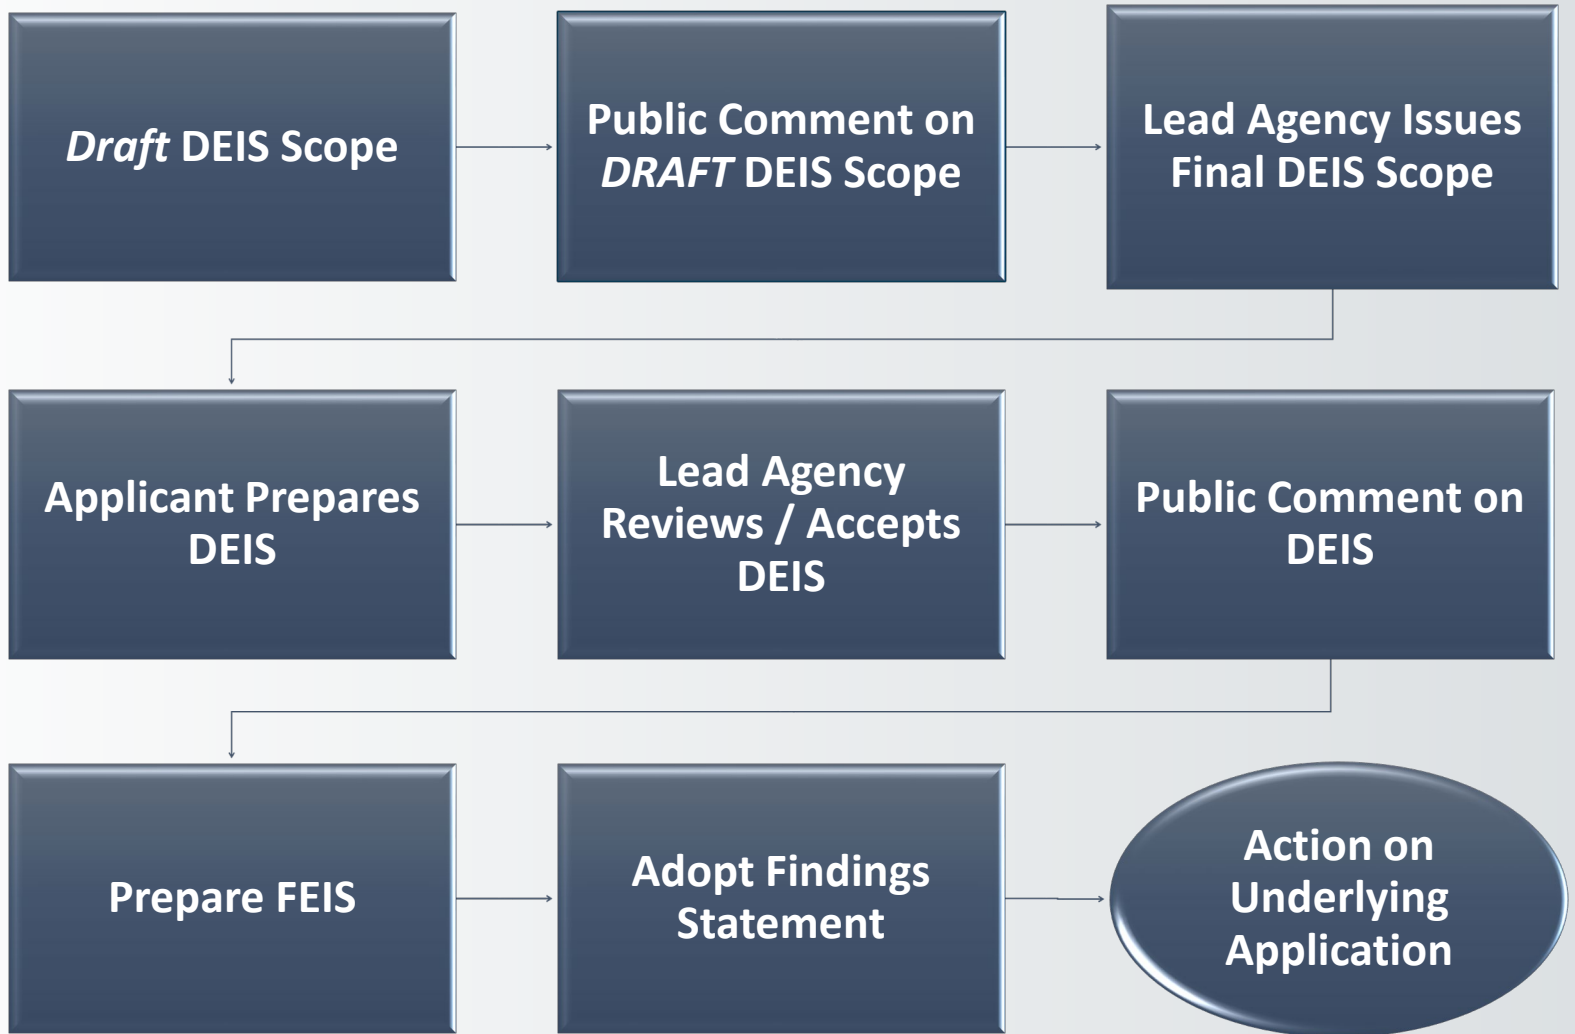 Draft DEIS Scope
Public Comment on
DRAFT DEIS Scope
Lead Agency Issues
Final DEIS Scope
Applicant Prepares
DEIS
Lead Agency
Reviews / Accepts
DEIS
Public Comment on
DEIS
Prepare FEIS
Adopt Findings
Statement
Action on
Underlying
Application